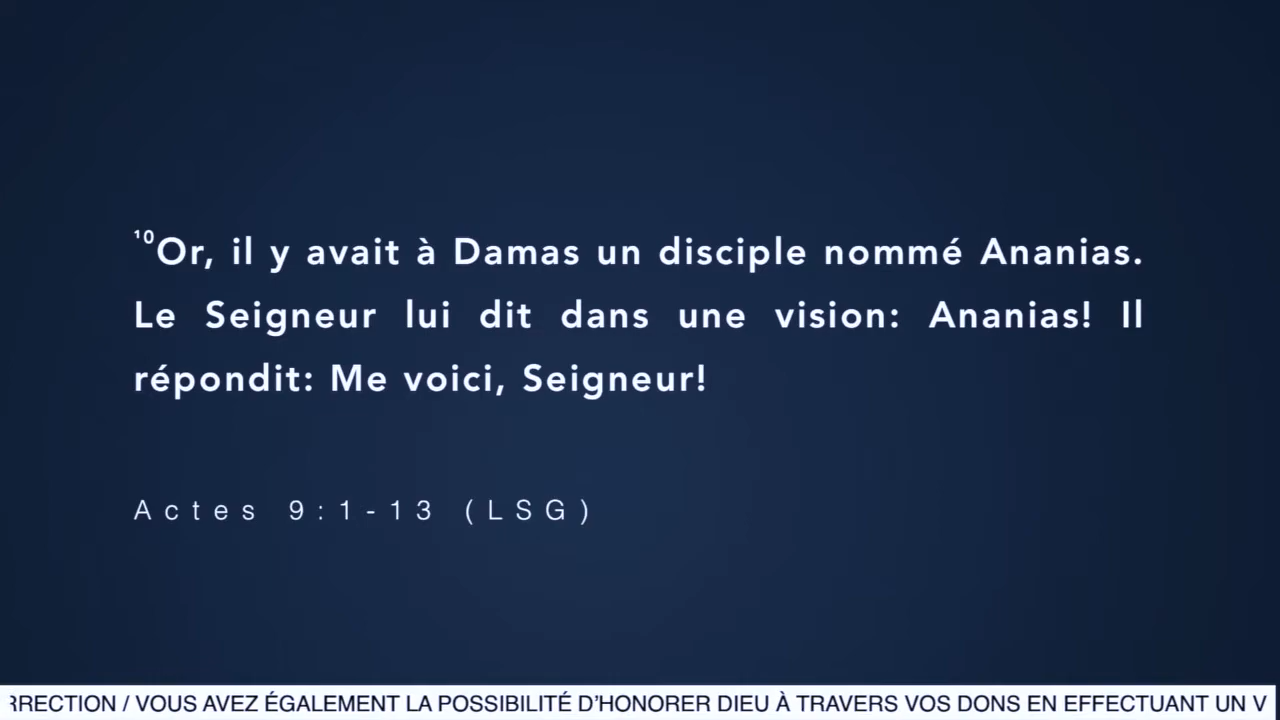 ¹⁰Or, il y avait à Damas un disciple nommé Ananias.
Le Seigneur lui dit dans une vision: Ananias! Il
répondit: Me voici, Seigneur!
Actes 9:1-13 (LSG)
RRECTION / VOUS AVEZ ÉGALEMENT LA POSSIBILITÉ D'HONORER DIEU À TRAVERS VOS DONS EN EFFECTUANT UN V